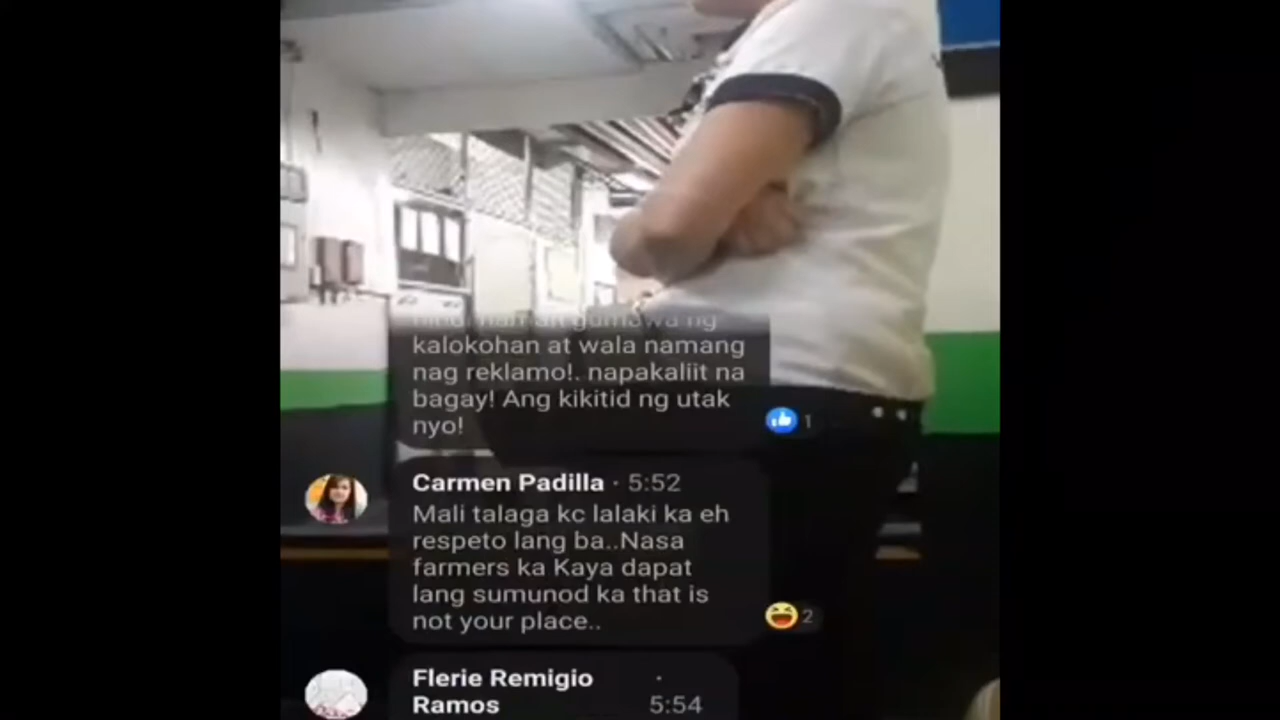 gumawa ng
kalokohan at wala namang
nag reklamo!. napakaliit na
bagay! Ang kikitid ng utak
nyo!
1
Carmen Padilla · 5:52
Mali talaga kc lalaki ka eh
respeto lang ba..Nasa
farmers ka Kaya dapat
lang sumunod ka that is
not your place..
2
Flerie Remigio ·
Ramos 5:54